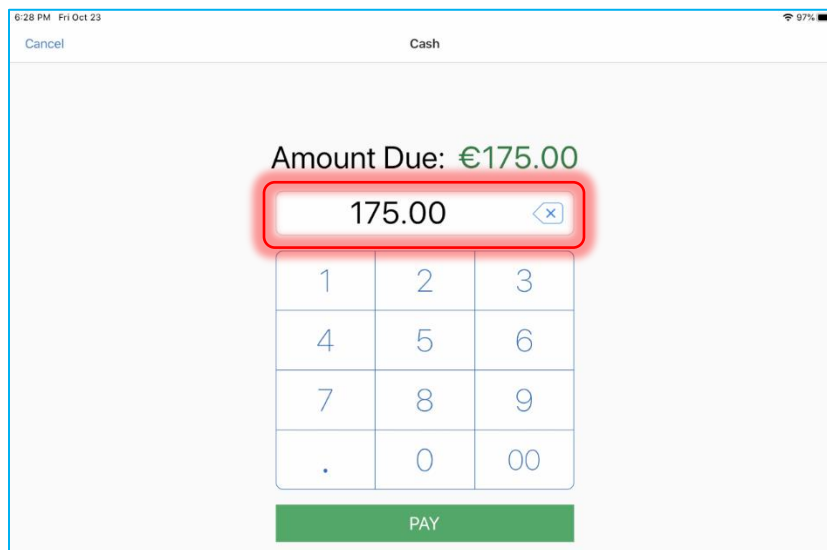 6:28 PM Fri Oct 23 97%
Cancel Cash
Amount Due: €175.00
175.00
1 2 3
4 5 6
7 8 9
. 0 00
PAY